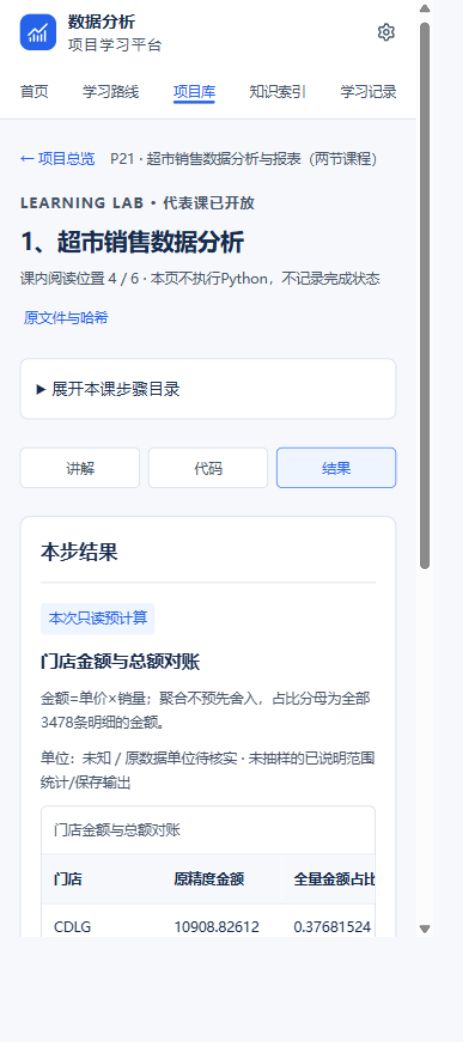 数据分析
项目学习平台
首页 学习路线 项目库 知识索引 学习记录
← 项目总览 P21 · 超市销售数据分析与报表（两节课程）
LEARNING LAB • 代表课已开放
1、超市销售数据分析
课内阅读位置 4 / 6 · 本页不执行Python，不记录完成状态
原文件与哈希
▶ 展开本课步骤目录
讲解 代码 结果
本步结果
本次只读预计算
门店金额与总额对账
金额=单价×销量；聚合不预先舍入，占比分母为全部
3478条明细的金额。
单位：未知 / 原数据单位待核实 · 未抽样的已说明范围
统计/保存输出
门店金额与总额对账
门店 原精度金额 全量金额占比
CDLG 10908.82612 0.37681524